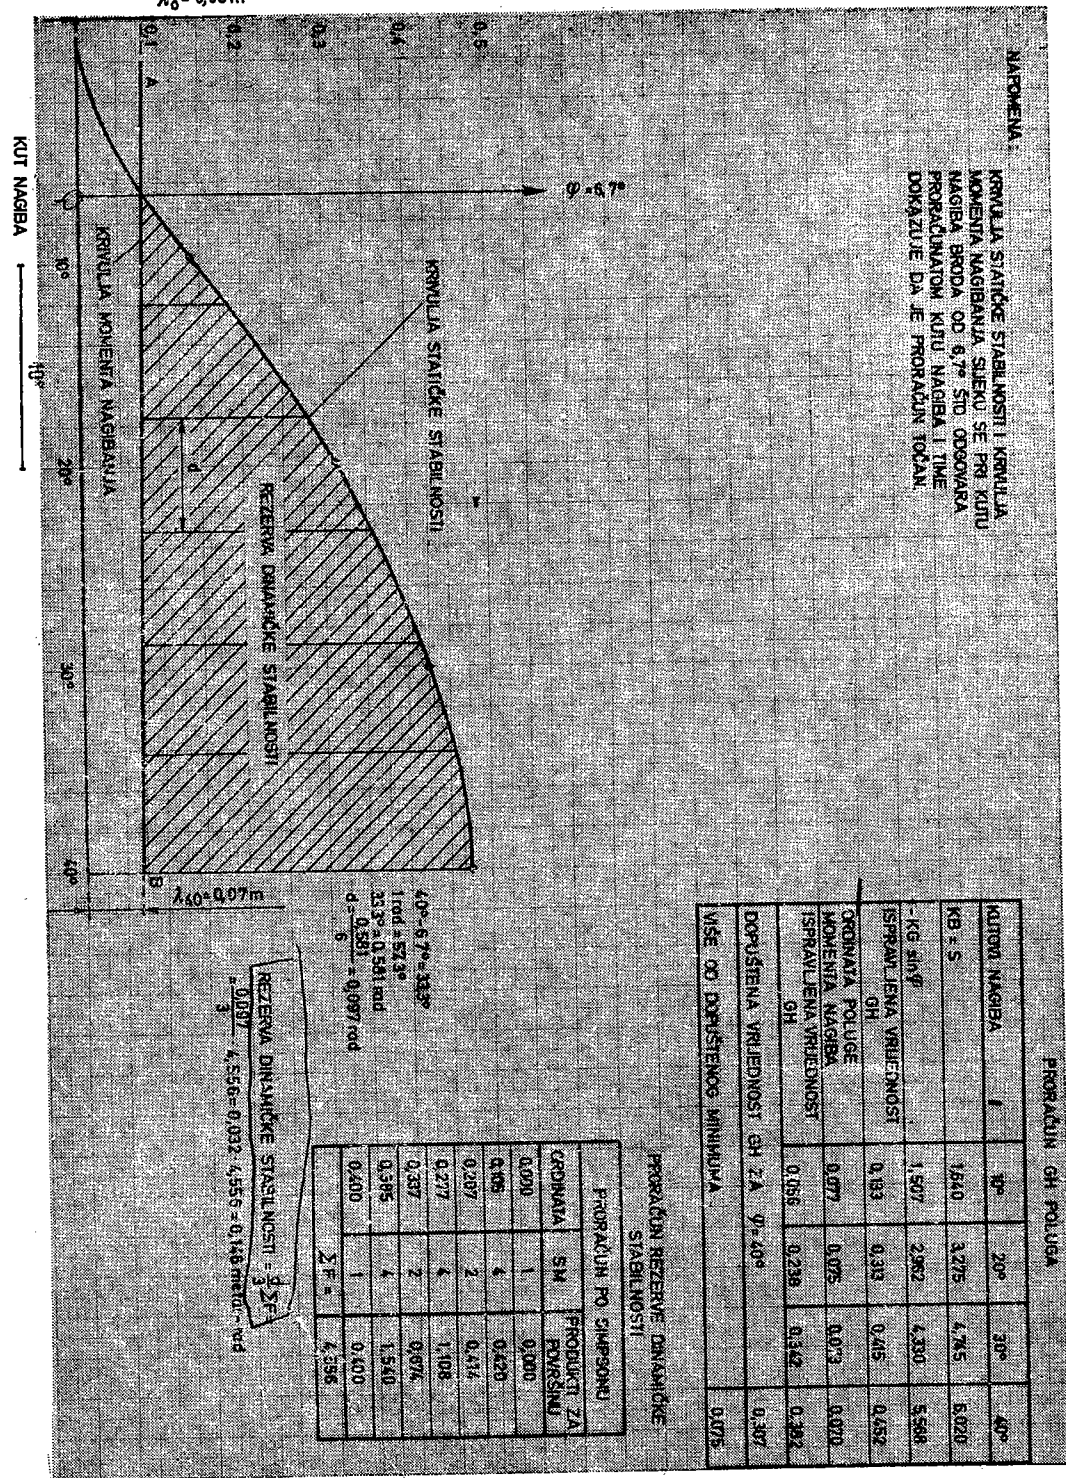 NAPOMENA:
KRIVULJA STATIČKE STABILNOSTI I KRIVULJA
MOMENTA NAGIBANJA SIJEKU SE PRI KUTU
NAGIBA BRODA OD 6,7° ŠTO ODGOVARA
PRORAČUNATOM KUTU NAGIBA I TIME
DOKAZUJE DA JE PRORAČUN TOČAN.
PRORAČUN GH POLUGA
KUTOVI NAGIBA 10° 20° 30° 40°
KB = S 1,640 3,275 4,745 6,020
- KG sin φ 1,507 2,962 4,330 5,568
ISPRAVLJENA VRIJEDNOST
GH 0,133 0,313 0,415 0,452
ORDINATA POLUGE
MOMENTA NAGIBA 0,077 0,075 0,073 0,070
ISPRAVLJENA VRIJEDNOST
GH 0,056 0,238 0,342 0,382
DOPUŠTENA VRIJEDNOST GH ZA φ= 40° 0,307
VIŠE OD DOPUŠTENOG MINIMUMA 0,075
0,5
0,4
0,3
0,2
0,1
φ = 6,7°
KRIVULJA STATIČKE STABILNOSTI
REZERVA DINAMIČKE STABILNOSTI
d
A
B
KRIVULJA MOMENTA NAGIBANJA
10°
20°
30°
40°
λ40=0,07m
KUT NAGIBA
10°
40°-6,7°=33,3°
1 rad = 57,3°
33,3° = 0,581 rad
d = 0,581 / 6 = 0,097 rad
PRORAČUN REZERVE DINAMIČKE
STABILNOSTI
PRORAČUN PO SIMPSONU
ORDINATA SM PRODUKTI ZA
POVRŠINU
0,000 1 0,000
0,105 4 0,420
0,207 2 0,414
0,277 4 1,108
0,337 2 0,674
0,385 4 1,540
0,400 1 0,400
Σ F = 4,556
REZERVA DINAMIČKE STABILNOSTI = d/3 ΣF
= 0,097 / 3 · 4,556 = 0,032 · 4,556 = 0,146 metar - rad